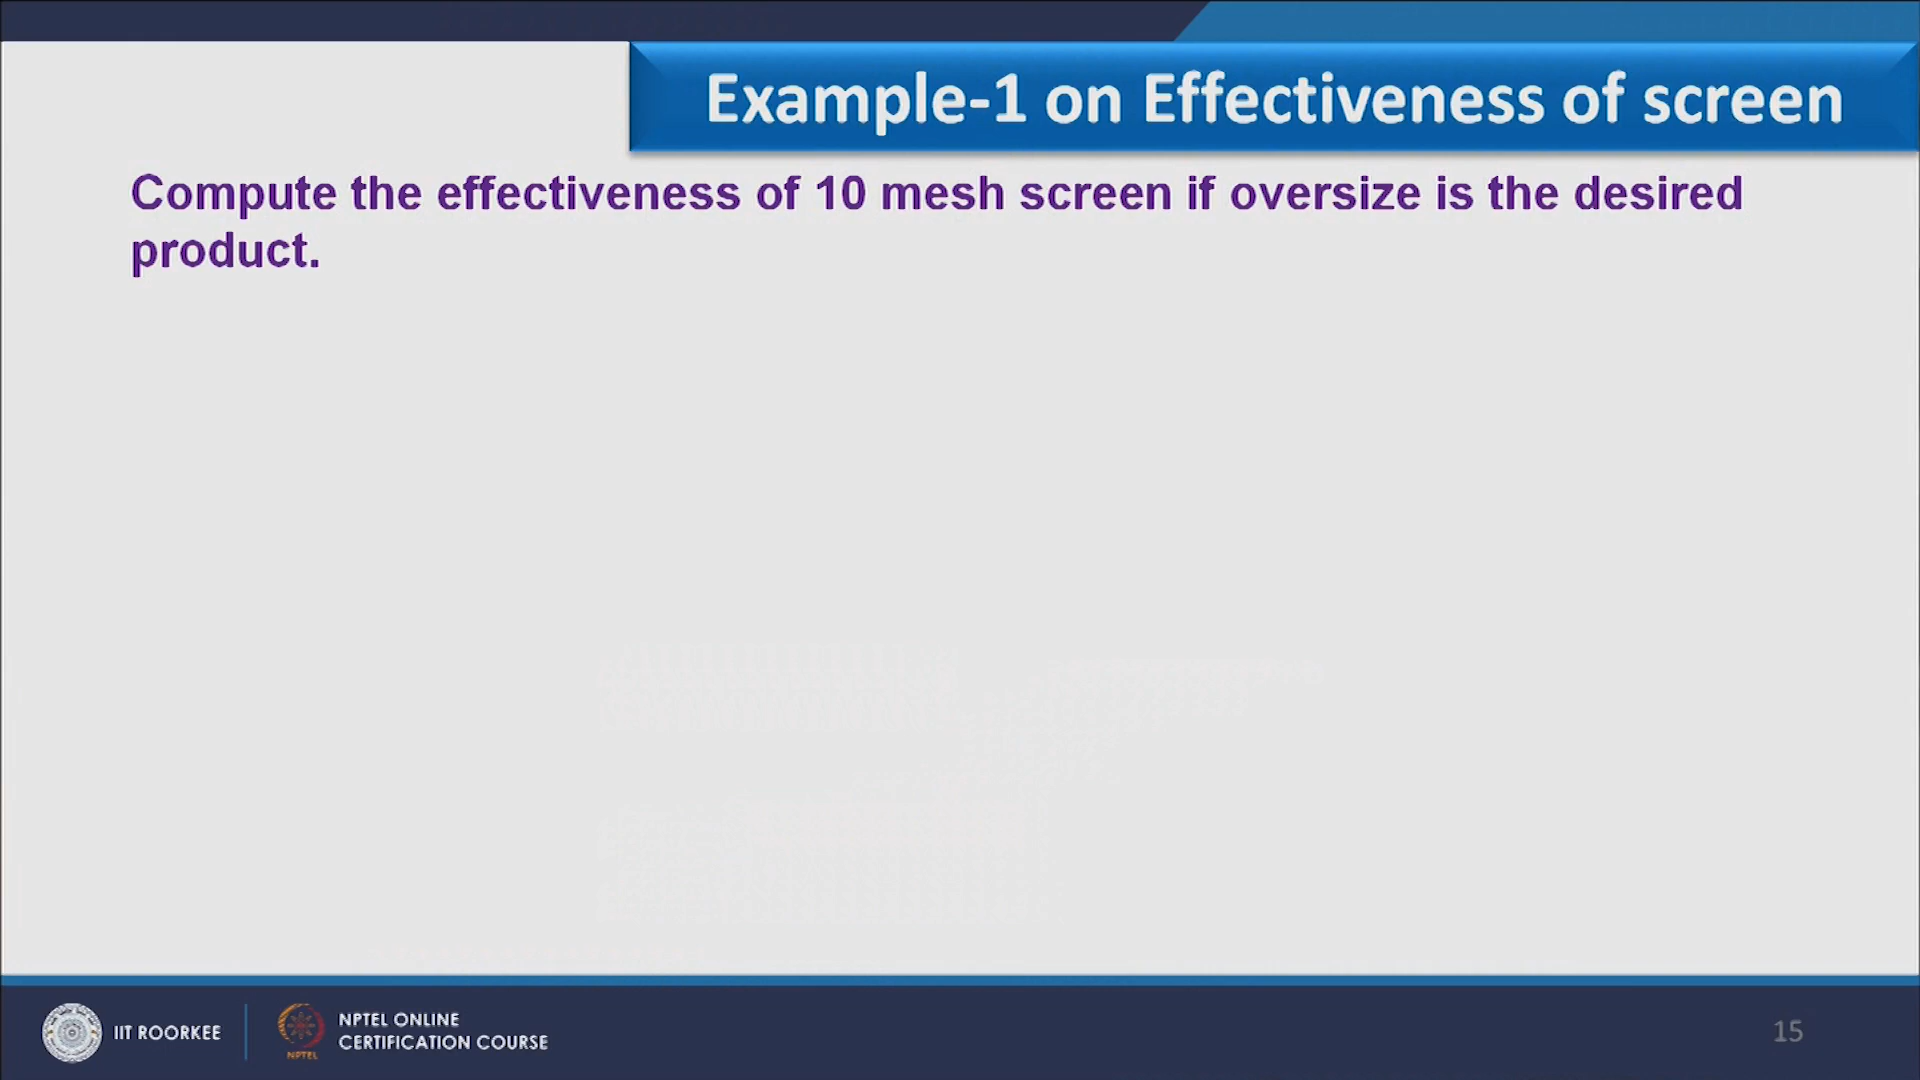 Example-1 on Effectiveness of screen
Compute the effectiveness of 10 mesh screen if oversize is the desired
product.
IIT ROORKEE
NPTEL
NPTEL ONLINE
CERTIFICATION COURSE
15